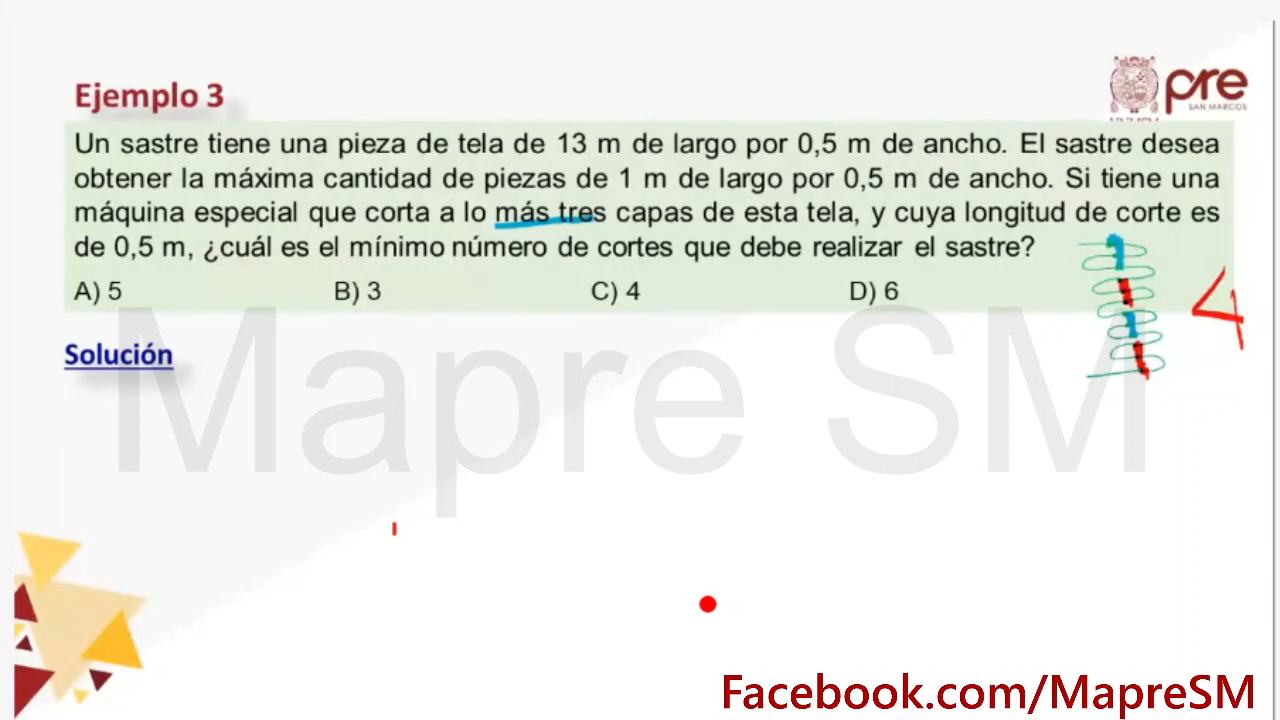 Ejemplo 3
pre
SAN MARCOS
Un sastre tiene una pieza de tela de 13 m de largo por 0,5 m de ancho. El sastre desea
obtener la máxima cantidad de piezas de 1 m de largo por 0,5 m de ancho. Si tiene una
máquina especial que corta a lo más tres capas de esta tela, y cuya longitud de corte es
de 0,5 m, ¿cuál es el mínimo número de cortes que debe realizar el sastre?
A) 5 B) 3 C) 4 D) 6
4
Solución
Mapre SM
Facebook.com/MapreSM